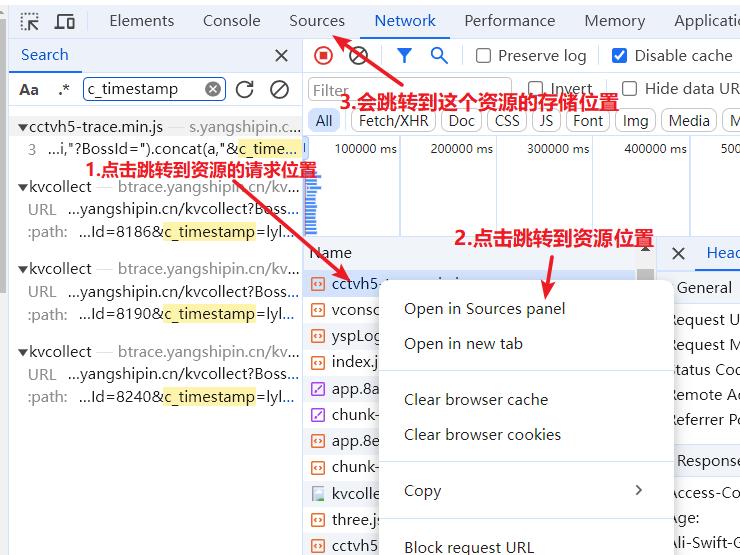 Elements Console Sources Network Performance Memory Application
Search
Preserve log Disable cache
Aa .* c_timestamp
Filter Invert Hide data UR
3.会跳转到这个资源的存储位置
All Fetch/XHR Doc CSS JS Font Img Media
cctvh5-trace.min.js — s.yangshipin.c...
3 ...i,"?BossId=").concat(a,"&c_time...
100000 ms 200000 ms 300000 ms 400000 ms 500
1.点击跳转到资源的请求位置
kvcollect — btrace.yangshipin.cn/kv...
URL ...yangshipin.cn/kvcollect?Boss...
:path: ...Id=8186&c_timestamp=lyl...
2.点击跳转到资源位置
Name
Head
kvcollect — btrace.yangshipin.cn/kv...
URL ...yangshipin.cn/kvcollect?Boss...
:path: ...Id=8190&c_timestamp=lyl...
kvcollect — btrace.yangshipin.cn/kv...
URL ...yangshipin.cn/kvcollect?Boss...
:path: ...Id=8240&c_timestamp=lyl...
cctvh5-
vconso
yspLog
index.j
app.8a
chunk-
app.8e
chunk-
kvcolle
three.js
cctvh5
Open in Sources panel
Open in new tab
Clear browser cache
Clear browser cookies
Copy
Block request URL
General
Request U
Request M
Status Cod
Remote Ad
Referrer Po
Response
Access-Co
Age:
Ali-Swift-G